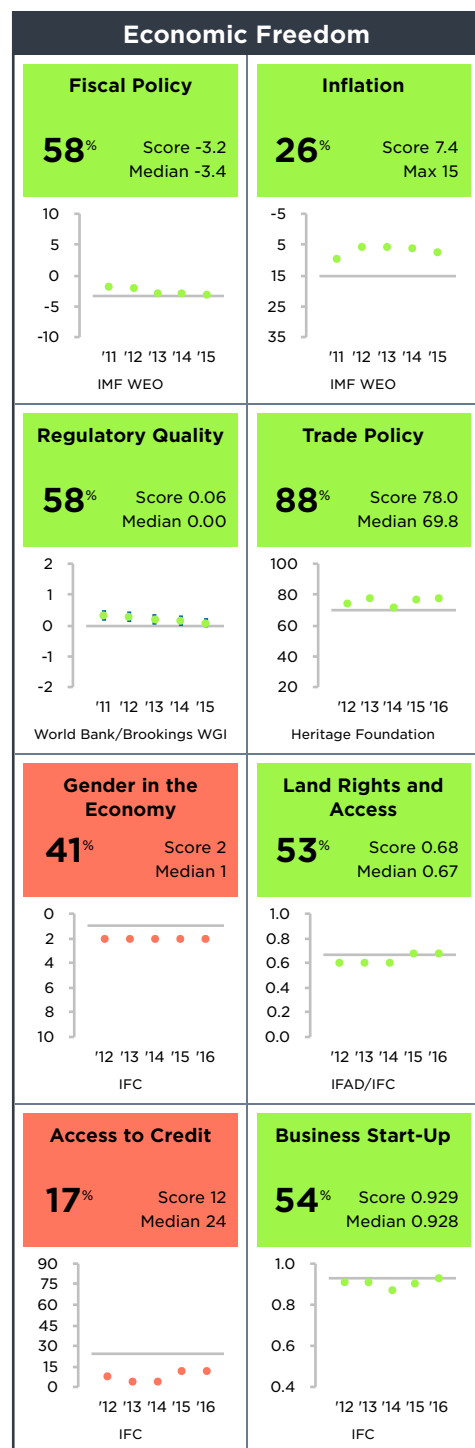 Economic Freedom
Fiscal Policy
58%
Score -3.2
Median -3.4
10
5
0
-5
-10
'11 '12 '13 '14 '15
IMF WEO
Inflation
26%
Score 7.4
Max 15
-5
5
15
25
35
'11 '12 '13 '14 '15
IMF WEO
Regulatory Quality
58%
Score 0.06
Median 0.00
2
1
0
-1
-2
'11 '12 '13 '14 '15
World Bank/Brookings WGI
Trade Policy
88%
Score 78.0
Median 69.8
100
80
60
40
20
'12 '13 '14 '15 '16
Heritage Foundation
Gender in the
Economy
41%
Score 2
Median 1
0
2
4
6
8
10
'12 '13 '14 '15 '16
IFC
Land Rights and
Access
53%
Score 0.68
Median 0.67
1.0
0.8
0.6
0.4
0.2
0.0
'12 '13 '14 '15 '16
IFAD/IFC
Access to Credit
17%
Score 12
Median 24
90
75
60
45
30
15
0
'12 '13 '14 '15 '16
IFC
Business Start-Up
54%
Score 0.929
Median 0.928
1.0
0.8
0.6
0.4
'12 '13 '14 '15 '16
IFC